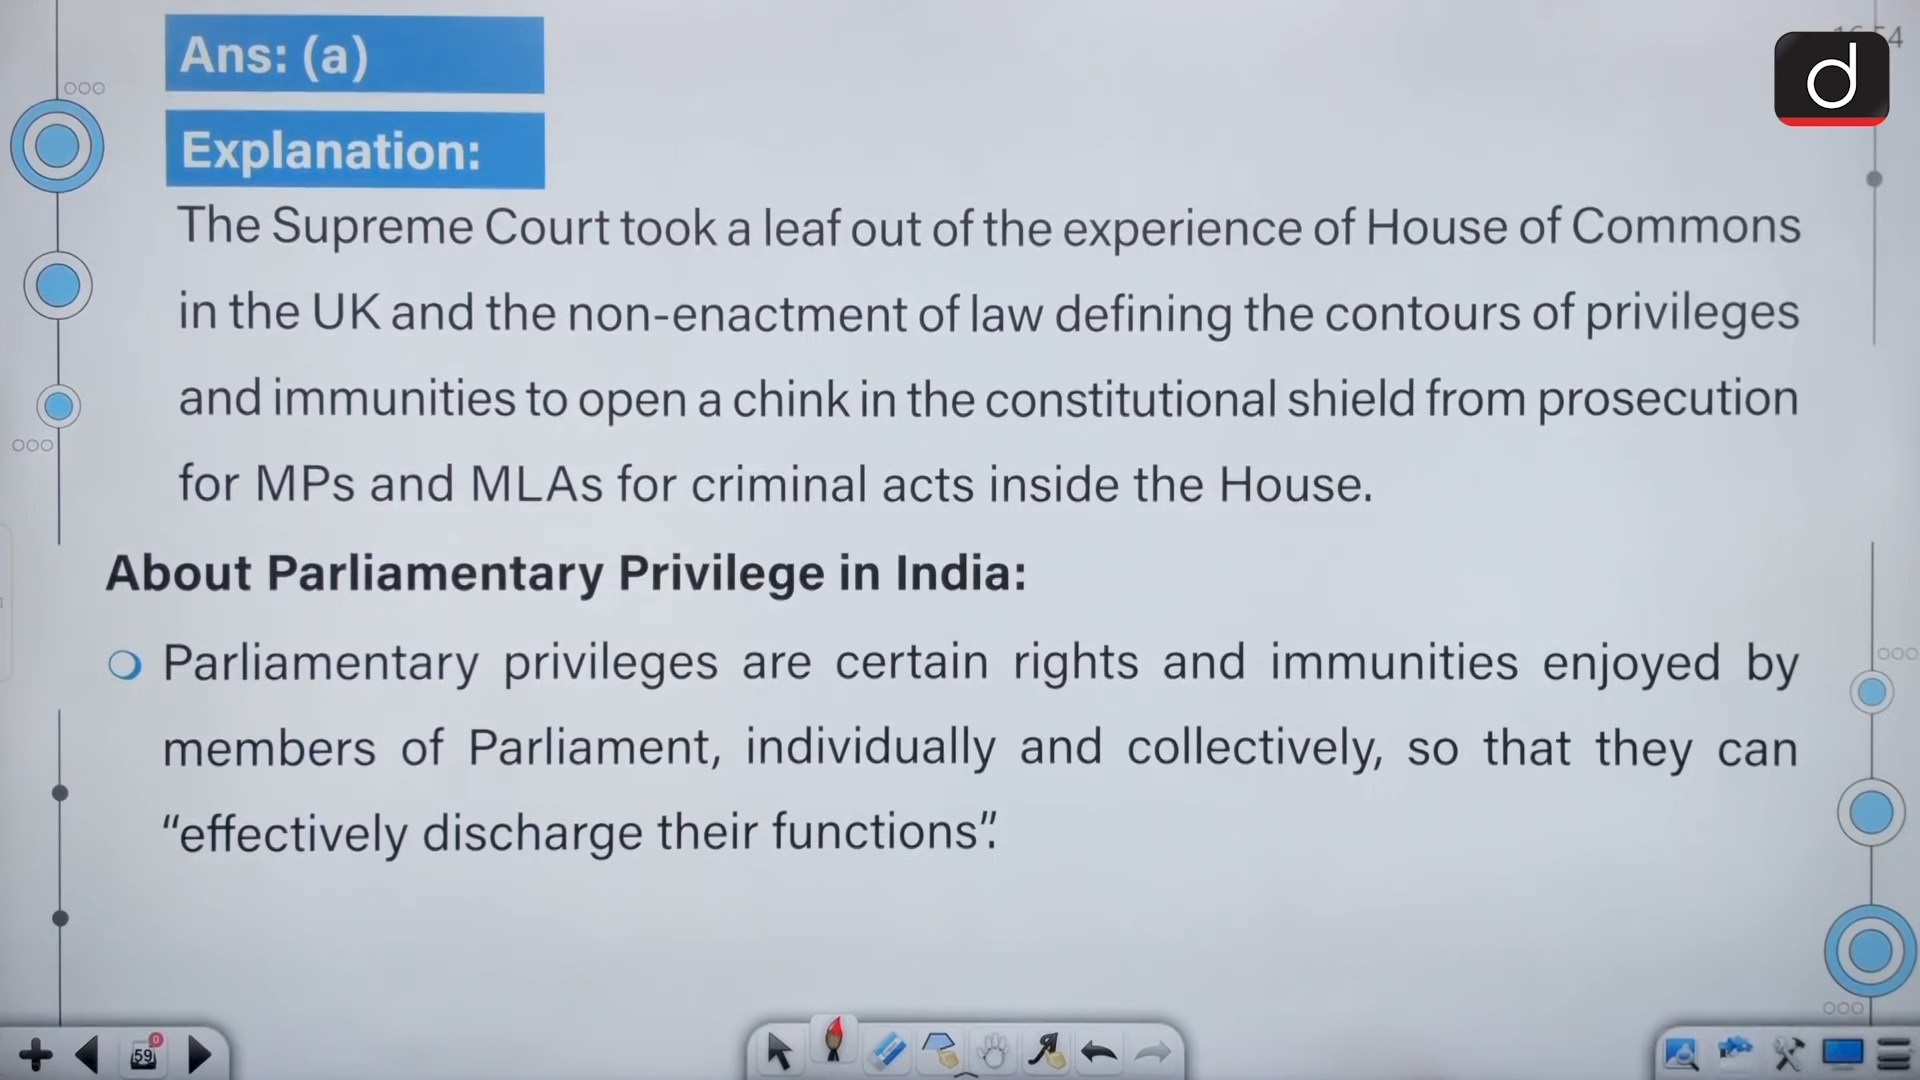 Ans: (a)
Explanation:
The Supreme Court took a leaf out of the experience of House of Commons
in the UK and the non-enactment of law defining the contours of privileges
and immunities to open a chink in the constitutional shield from prosecution
for MPs and MLAs for criminal acts inside the House.
About Parliamentary Privilege in India:
Parliamentary privileges are certain rights and immunities enjoyed by
members of Parliament, individually and collectively, so that they can
“effectively discharge their functions”.
d
59
0